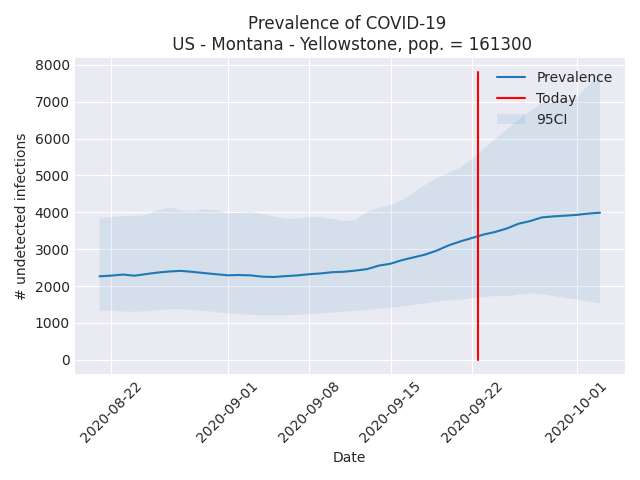 Prevalence of COVID-19
US - Montana - Yellowstone, pop. = 161300
8000
7000
6000
5000
4000
3000
2000
1000
0
# undetected infections
Prevalence
Today
95CI
2020-08-22
2020-09-01
2020-09-08
2020-09-15
2020-09-22
2020-10-01
Date